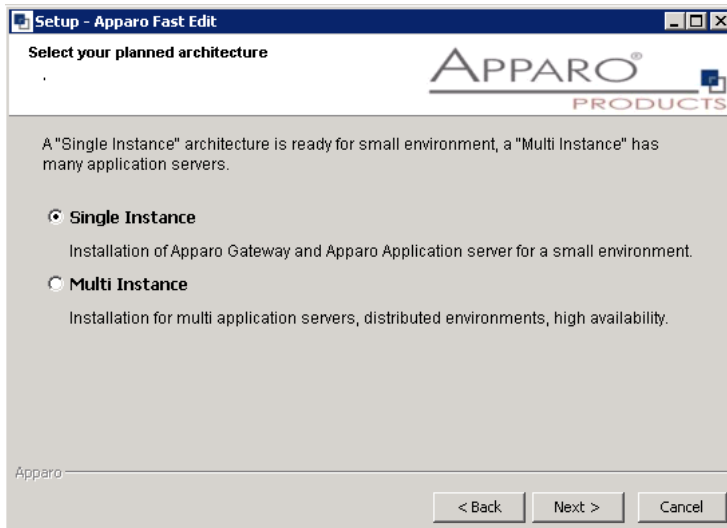 Setup - Apparo Fast Edit
Select your planned architecture
.
APPARO®
PRODUCTS
A "Single Instance" architecture is ready for small environment, a "Multi Instance" has
many application servers.
Single Instance
Installation of Apparo Gateway and Apparo Application server for a small environment.
Multi Instance
Installation for multi application servers, distributed environments, high availability.
Apparo
< Back
Next >
Cancel